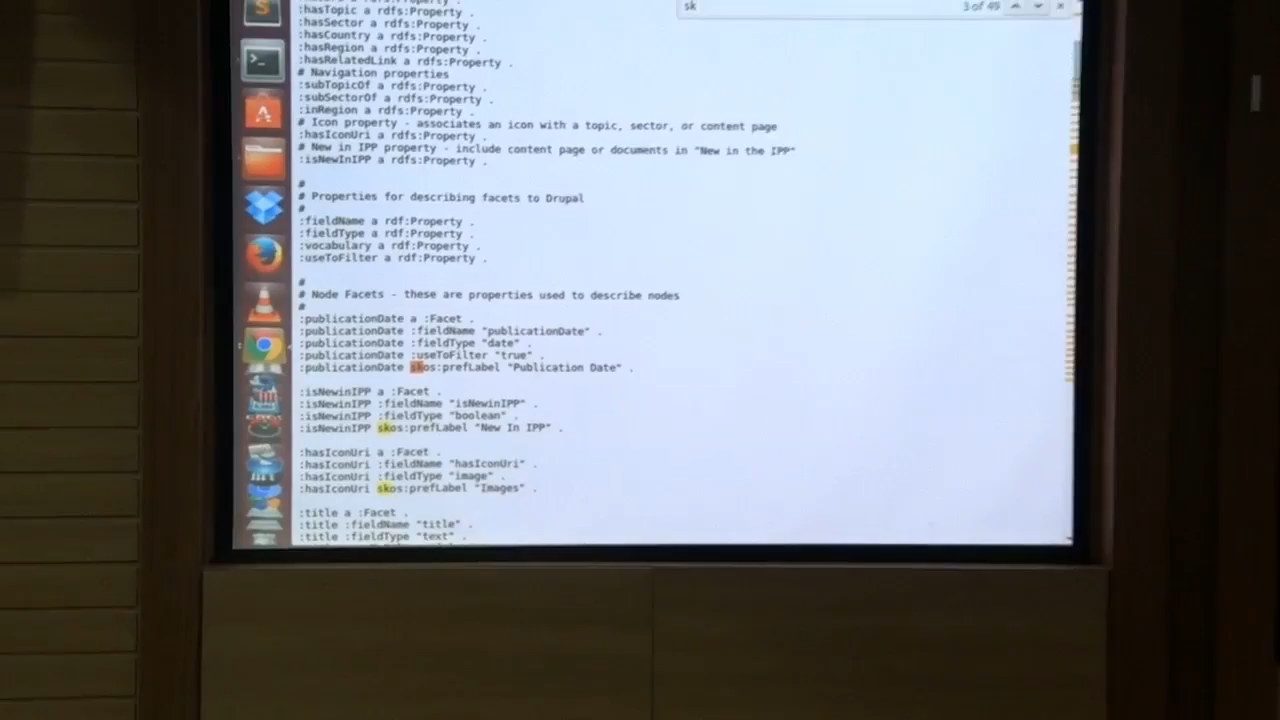 sk
3 of 49
:hasTopic a rdfs:Property .
:hasSector a rdfs:Property .
:hasCountry a rdfs:Property .
:hasRegion a rdfs:Property .
:hasRelatedLink a rdfs:Property .
# Navigation properties
:subTopicOf a rdfs:Property .
:subSectorOf a rdfs:Property .
:inRegion a rdfs:Property .
# Icon property - associates an icon with a topic, sector, or content page
:hasIconUri a rdfs:Property .
# New in IPP property - include content page or documents in "New in the IPP"
:isNewInIPP a rdfs:Property .
#
# Properties for describing facets to Drupal
#
:fieldName a rdf:Property .
:fieldType a rdf:Property .
:vocabulary a rdf:Property .
:useToFilter a rdf:Property .
#
# Node Facets - these are properties used to describe nodes
#
:publicationDate a :Facet .
:publicationDate :fieldName "publicationDate" .
:publicationDate :fieldType "date" .
:publicationDate :useToFilter "true" .
:publicationDate skos:prefLabel "Publication Date" .
:isNewinIPP a :Facet .
:isNewinIPP :fieldName "isNewinIPP" .
:isNewinIPP :fieldType "boolean" .
:isNewinIPP skos:prefLabel "New In IPP" .
:hasIconUri a :Facet .
:hasIconUri :fieldName "hasIconUri" .
:hasIconUri :fieldType "image" .
:hasIconUri skos:prefLabel "Images" .
:title a :Facet .
:title :fieldName "title" .
:title :fieldType "text" .